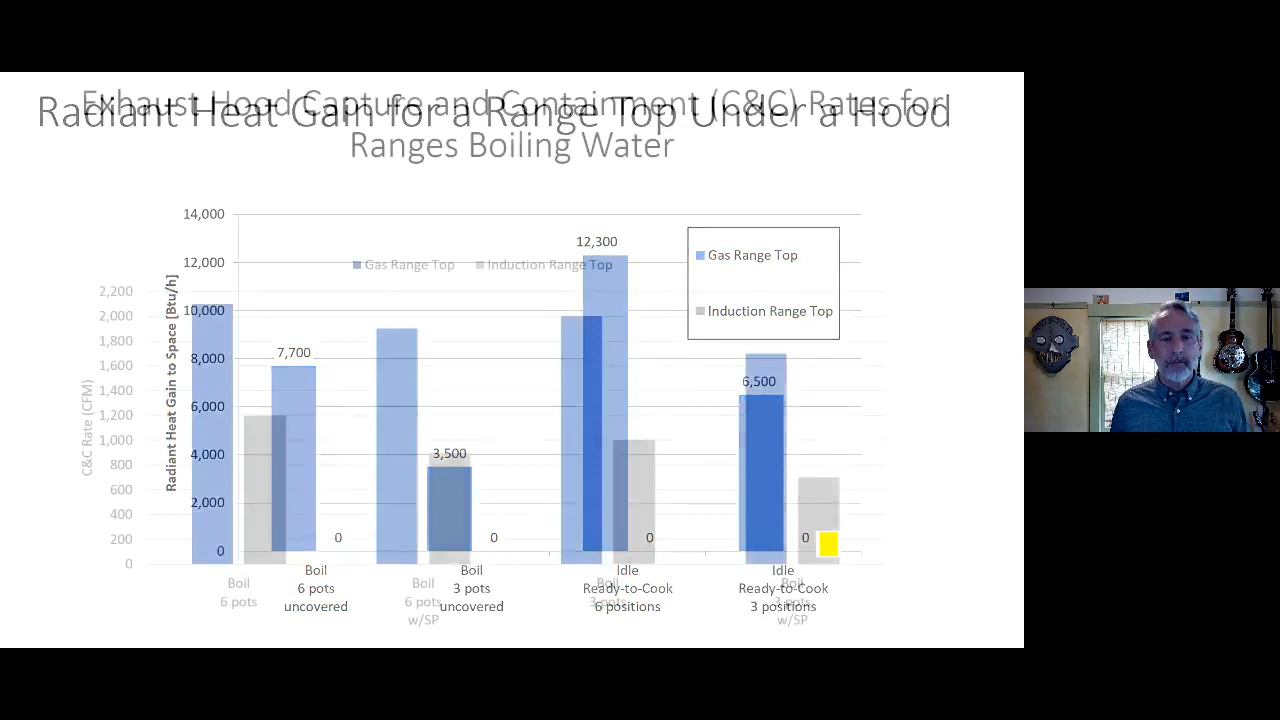 Exhaust Hood Capture and Containment (C&C) Rates for
Ranges Boiling Water
Radiant Heat Gain for a Range Top Under a Hood
Radiant Heat Gain to Space [Btu/h]
14,000
12,000
10,000
8,000
6,000
4,000
2,000
0
7,700
0
3,500
0
12,300
0
6,500
0
Gas Range Top
Induction Range Top
Boil
6 pots
uncovered
Boil
3 pots
uncovered
Idle
Ready-to-Cook
6 positions
Idle
Ready-to-Cook
3 positions
C&C Rate (CFM)
2,200
2,000
1,800
1,600
1,400
1,200
1,000
800
600
400
200
0
Gas Range Top
Induction Range Top
Boil
6 pots
Boil
6 pots
w/SP
Boil
3 pots
Boil
3 pots
w/SP